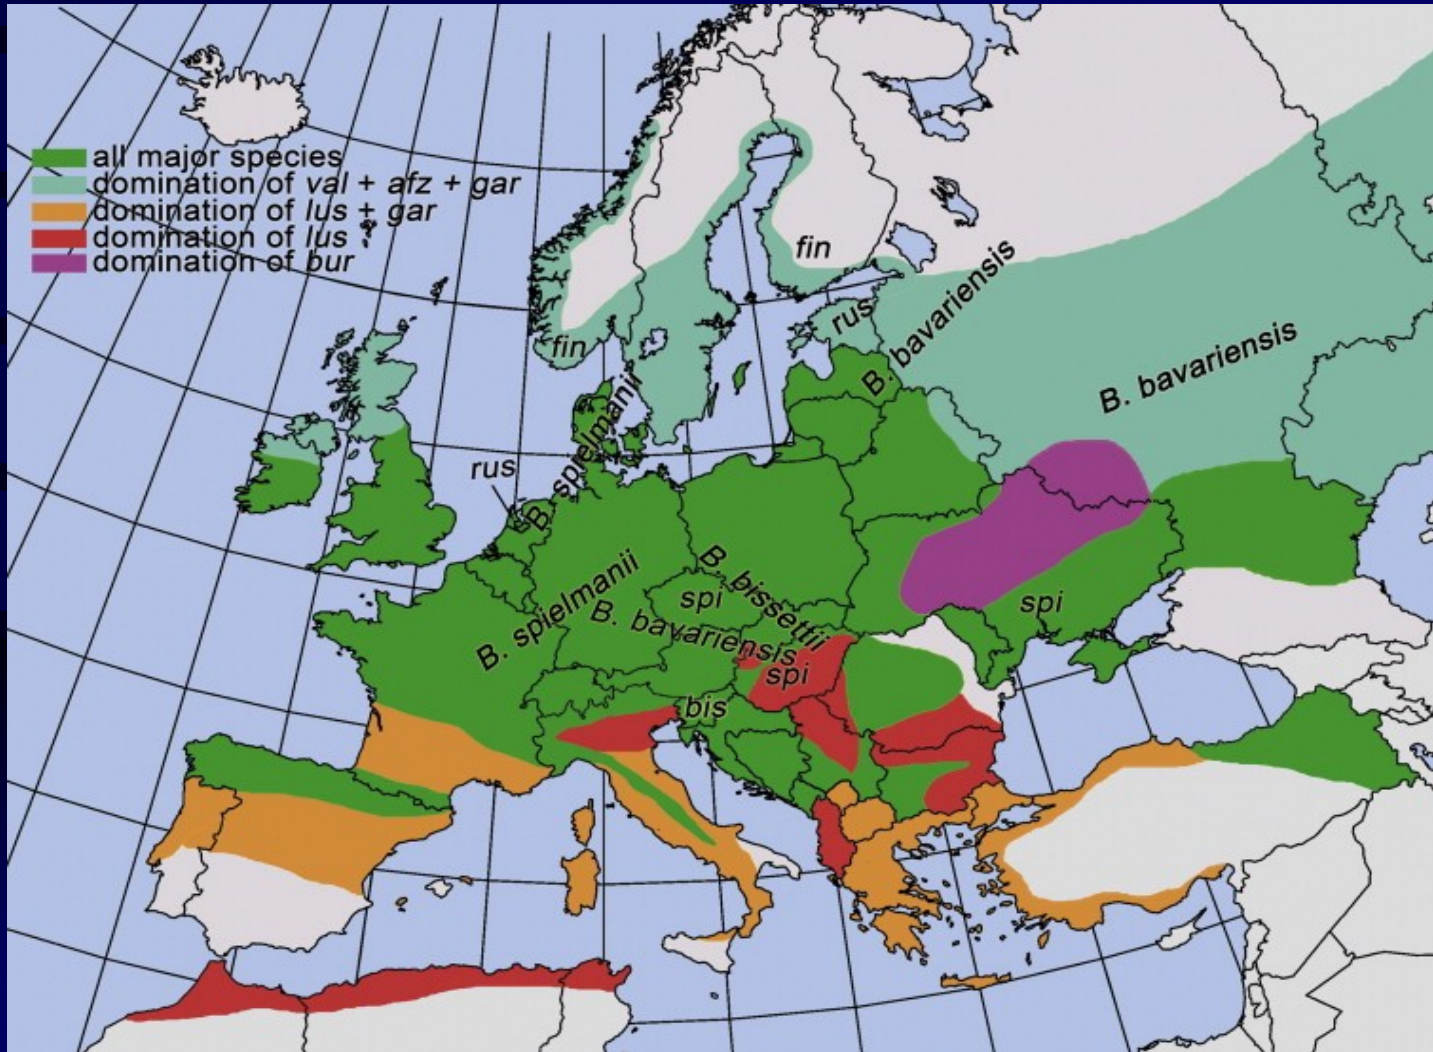 all major species
domination of val + afz + gar
domination of lus + gar
domination of lus
domination of bur
fin
B. bavariensis
rus
fin
B. bavariensis
B. spielmanii
rus
B. bissettii
B. spielmanii
spi
spi
B. bavariensis
spi
bis